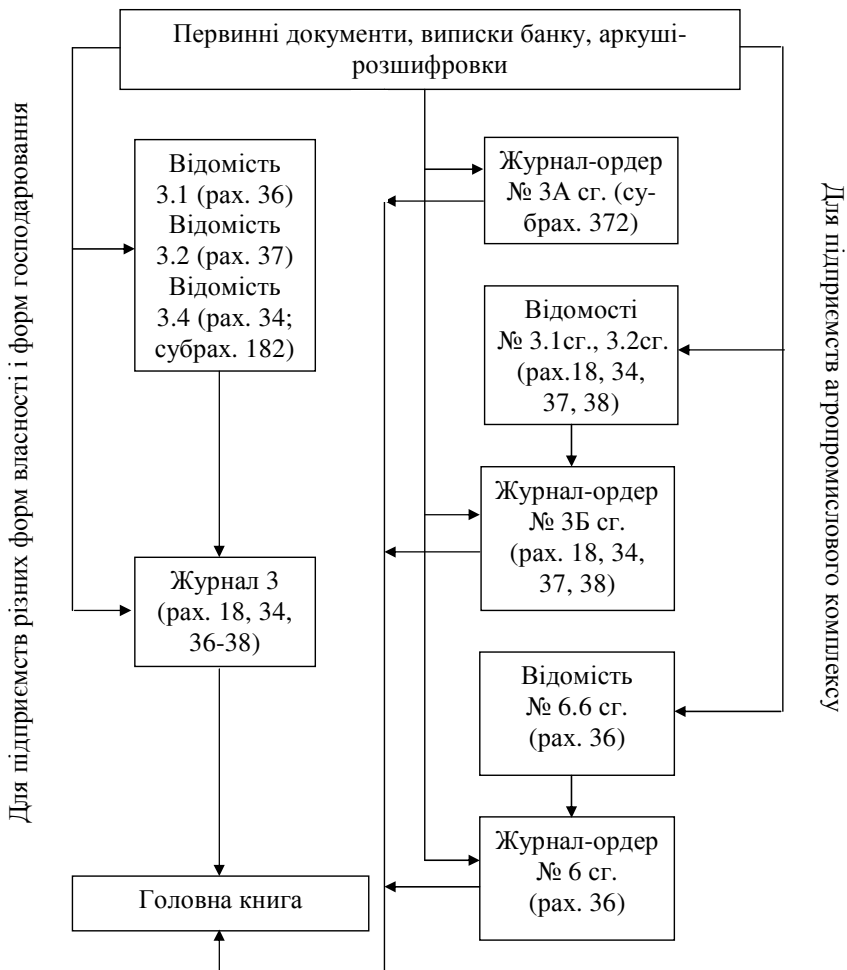 Первинні документи, виписки банку, аркуші-
розшифровки
Для підприємств різних форм власності і форм господарювання
Відомість
3.1 (рах. 36)
Відомість
3.2 (рах. 37)
Відомість
3.4 (рах. 34;
субрах. 182)
Журнал 3
(рах. 18, 34,
36-38)
Головна книга
Журнал-ордер
№ 3А сг. (су-
брах. 372)
Відомості
№ 3.1сг., 3.2сг.
(рах.18, 34,
37, 38)
Журнал-ордер
№ 3Б сг.
(рах. 18, 34,
37, 38)
Відомість
№ 6.6 сг.
(рах. 36)
Журнал-ордер
№ 6 сг.
(рах. 36)
Для підприємств агропромислового комплексу